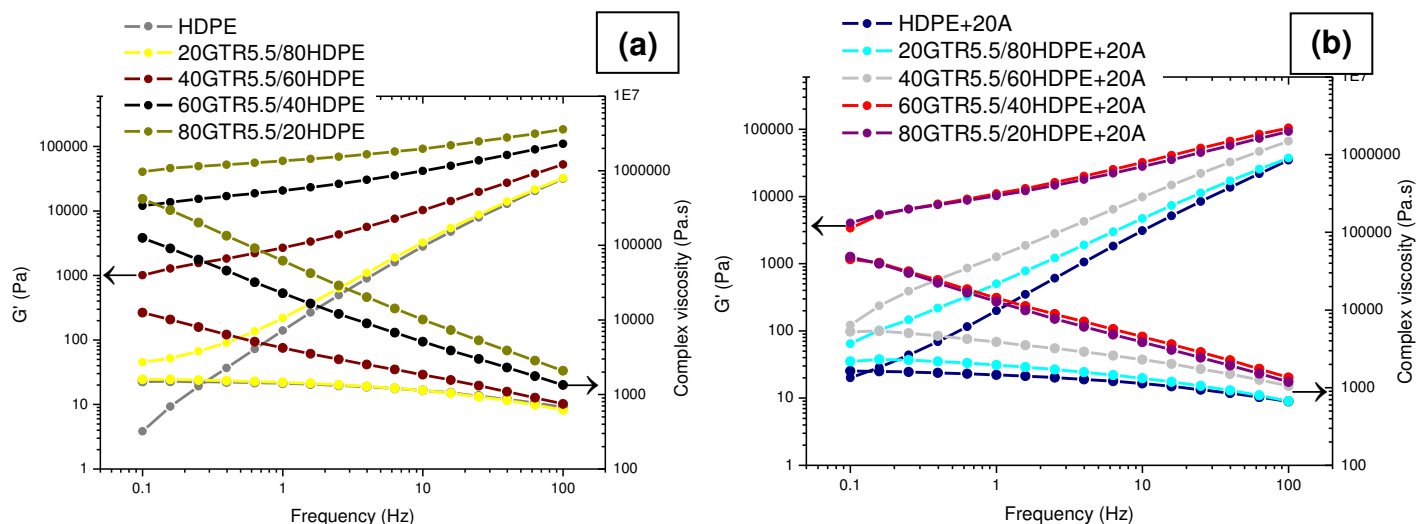 HDPE
20GTR5.5/80HDPE
40GTR5.5/60HDPE
60GTR5.5/40HDPE
80GTR5.5/20HDPE
(a)
1E7
100000
1000000
10000
100000
1000
10000
100
10
1000
1
100
0.1
1
10
100
G' (Pa)
Complex viscosity (Pa.s)
Frequency (Hz)
HDPE+20A
20GTR5.5/80HDPE+20A
40GTR5.5/60HDPE+20A
60GTR5.5/40HDPE+20A
80GTR5.5/20HDPE+20A
(b)
1E7
100000
1000000
10000
100000
1000
10000
100
10
1000
1
100
0.1
1
10
100
G' (Pa)
Complex viscosity (Pa.s)
Frequency (Hz)